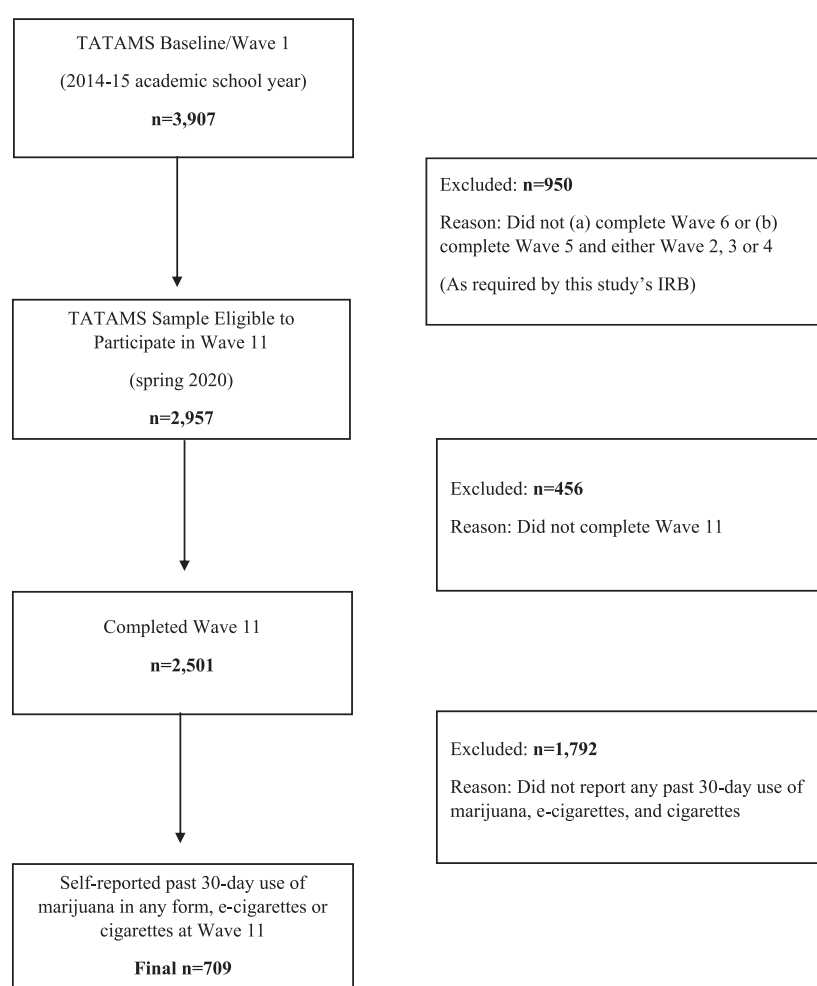 TATAMS Baseline/Wave 1
(2014-15 academic school year)
n=3,907
Excluded: n=950
Reason: Did not (a) complete Wave 6 or (b)
complete Wave 5 and either Wave 2, 3 or 4
(As required by this study's IRB)
TATAMS Sample Eligible to
Participate in Wave 11
(spring 2020)
n=2,957
Excluded: n=456
Reason: Did not complete Wave 11
Completed Wave 11
n=2,501
Excluded: n=1,792
Reason: Did not report any past 30-day use of
marijuana, e-cigarettes, and cigarettes
Self-reported past 30-day use of
marijuana in any form, e-cigarettes or
cigarettes at Wave 11
Final n=709